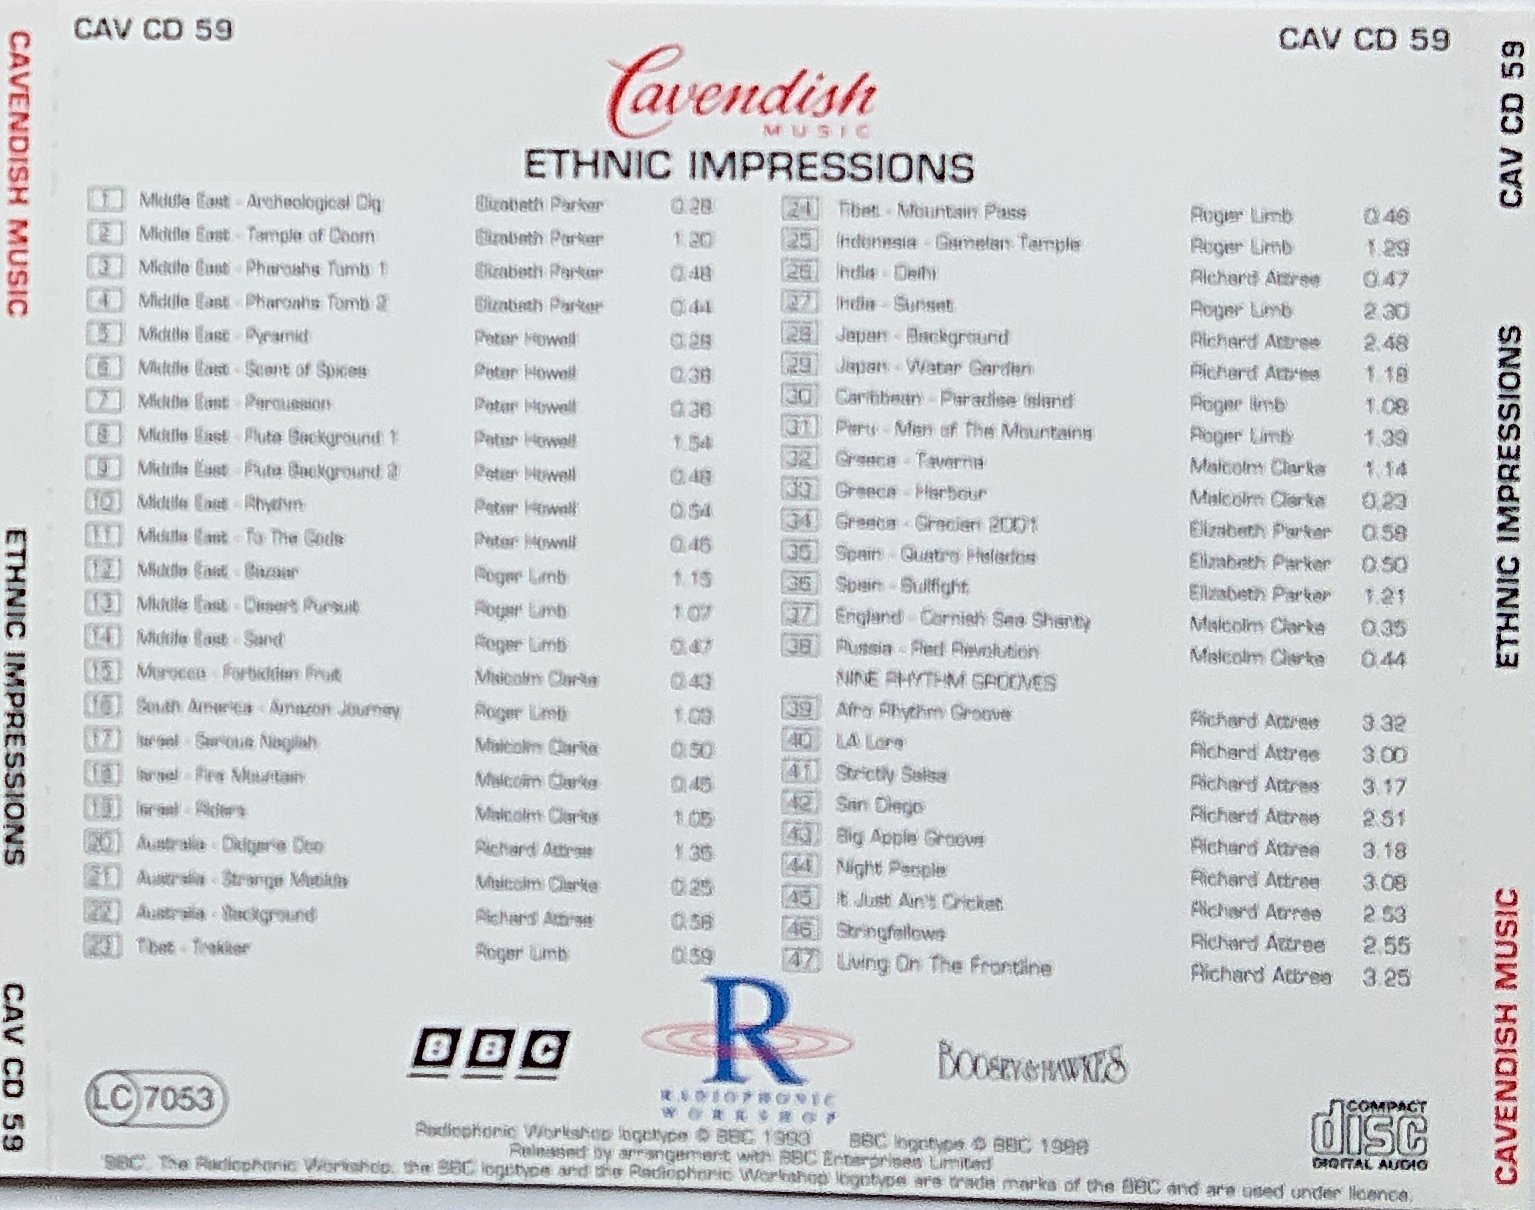 CAV CD 59
CAV CD 59
Cavendish
MUSIC
ETHNIC IMPRESSIONS
1 Middle East - Archeological Dig Elizabeth Parker 0.28
2 Middle East - Temple of Doom Elizabeth Parker 1.20
3 Middle East - Pharoahs Tomb 1 Elizabeth Parker 0.48
4 Middle East - Pharoahs Tomb 2 Elizabeth Parker 0.44
5 Middle East - Pyramid Peter Howell 0.28
6 Middle East - Scent of Spices Peter Howell 0.38
7 Middle East - Percussion Peter Howell 0.36
8 Middle East - Flute Background 1 Peter Howell 1.54
9 Middle East - Flute Background 2 Peter Howell 0.48
10 Middle East - Rhythm Peter Howell 0.54
11 Middle East - To The Gods Peter Howell 0.46
12 Middle East - Bazaar Roger Limb 1.15
13 Middle East - Desert Pursuit Roger Limb 1.07
14 Middle East - Sand Roger Limb 0.47
15 Morocco - Forbidden Fruit Malcolm Clarke 0.43
16 South America - Amazon Journey Roger Limb 1.09
17 Israel - Serious Nagilah Malcolm Clarke 0.50
18 Israel - Fire Mountain Malcolm Clarke 0.45
19 Israel - Riders Malcolm Clarke 1.05
20 Australia - Didgerie Doo Richard Attree 1.36
21 Australia - Strange Matilda Malcolm Clarke 0.25
22 Australia - Background Richard Attree 0.58
23 Tibet - Trekker Roger Limb 0.59
24 Tibet - Mountain Pass Roger Limb 0.46
25 Indonesia - Gamelan Temple Roger Limb 1.29
26 India - Delhi Richard Attree 0.47
27 India - Sunset Roger Limb 2.30
28 Japan - Background Richard Attree 2.48
29 Japan - Water Garden Richard Attree 1.18
30 Caribbean - Paradise Island Roger limb 1.08
31 Peru - Men of The Mountains Roger Limb 1.39
32 Greece - Taverna Malcolm Clarke 1.14
33 Greece - Harbour Malcolm Clarke 0.23
34 Greece - Grecian 2001 Elizabeth Parker 0.59
35 Spain - Quatro Helados Elizabeth Parker 0.50
36 Spain - Bullfight Elizabeth Parker 1.21
37 England - Cornish Sea Shanty Malcolm Clarke 0.35
38 Russia - Red Revolution Malcolm Clarke 0.44
NINE RHYTHM GROOVES
39 Afro Rhythm Groove Richard Attree 3.32
40 LA Lore Richard Attree 3.00
41 Strictly Salsa Richard Attree 3.17
42 San Diego Richard Attree 2.51
43 Big Apple Groove Richard Attree 3.18
44 Night People Richard Attree 3.08
45 It Just Ain't Cricket Richard Attree 2.53
46 Stringfellows Richard Attree 2.55
47 Living On The Frontline Richard Attree 3.25
BBC
R
RADIOPHONIC
WORKSHOP
BOOSEY & HAWKES
LC 7053
COMPACT
disc
DIGITAL AUDIO
Radiophonic Workshop logotype © BBC 1993 BBC logotype © BBC 1988
Released by arrangement with BBC Enterprises Limited
'BBC', The Radiophonic Workshop, the BBC logotype and the Radiophonic Workshop logotype are trade marks of the BBC and are used under licence.
CAVENDISH MUSIC ETHNIC IMPRESSIONS CAV CD 59
CAVENDISH MUSIC ETHNIC IMPRESSIONS CAV CD 59